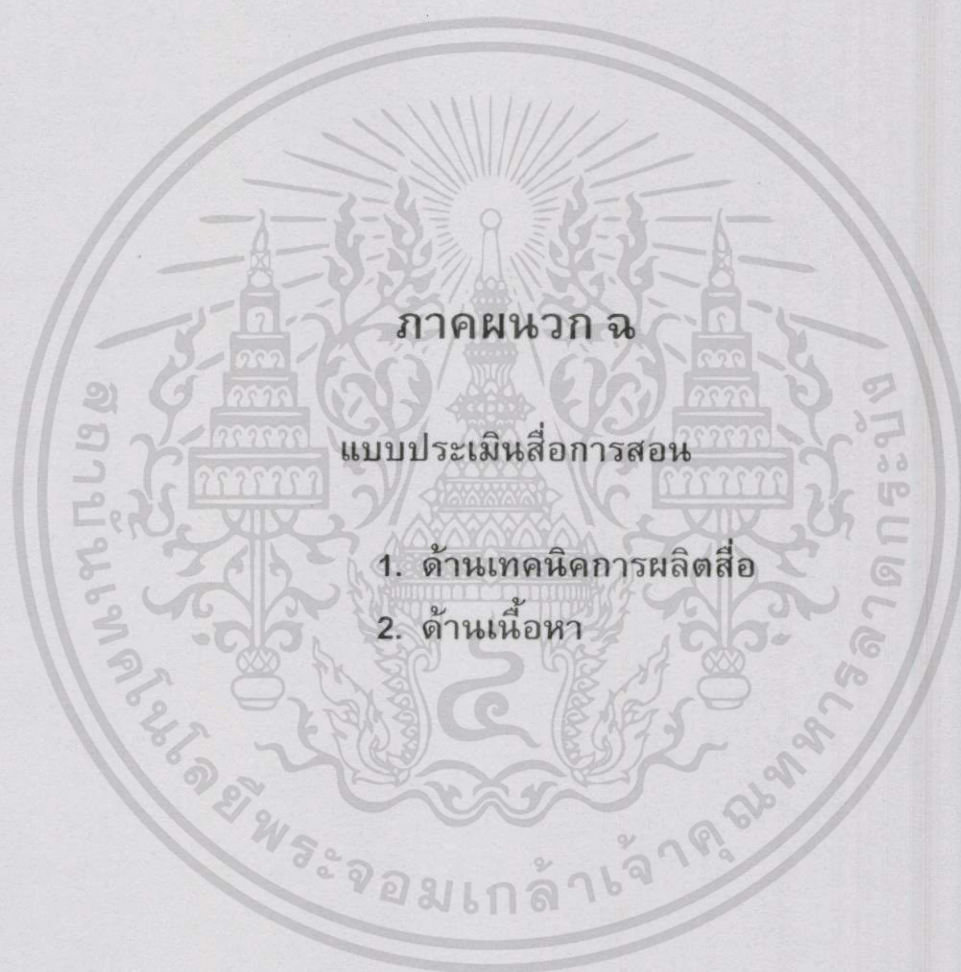 ภาคผนวก ฉ
แบบประเมินสื่อการสอน
1. ด้านเทคนิคการผลิตสื่อ
2. ด้านเนื้อหา
สถาบันเทคโนโลยีพระจอมเกล้าเจ้าคุณทหารลาดกระบัง
๔